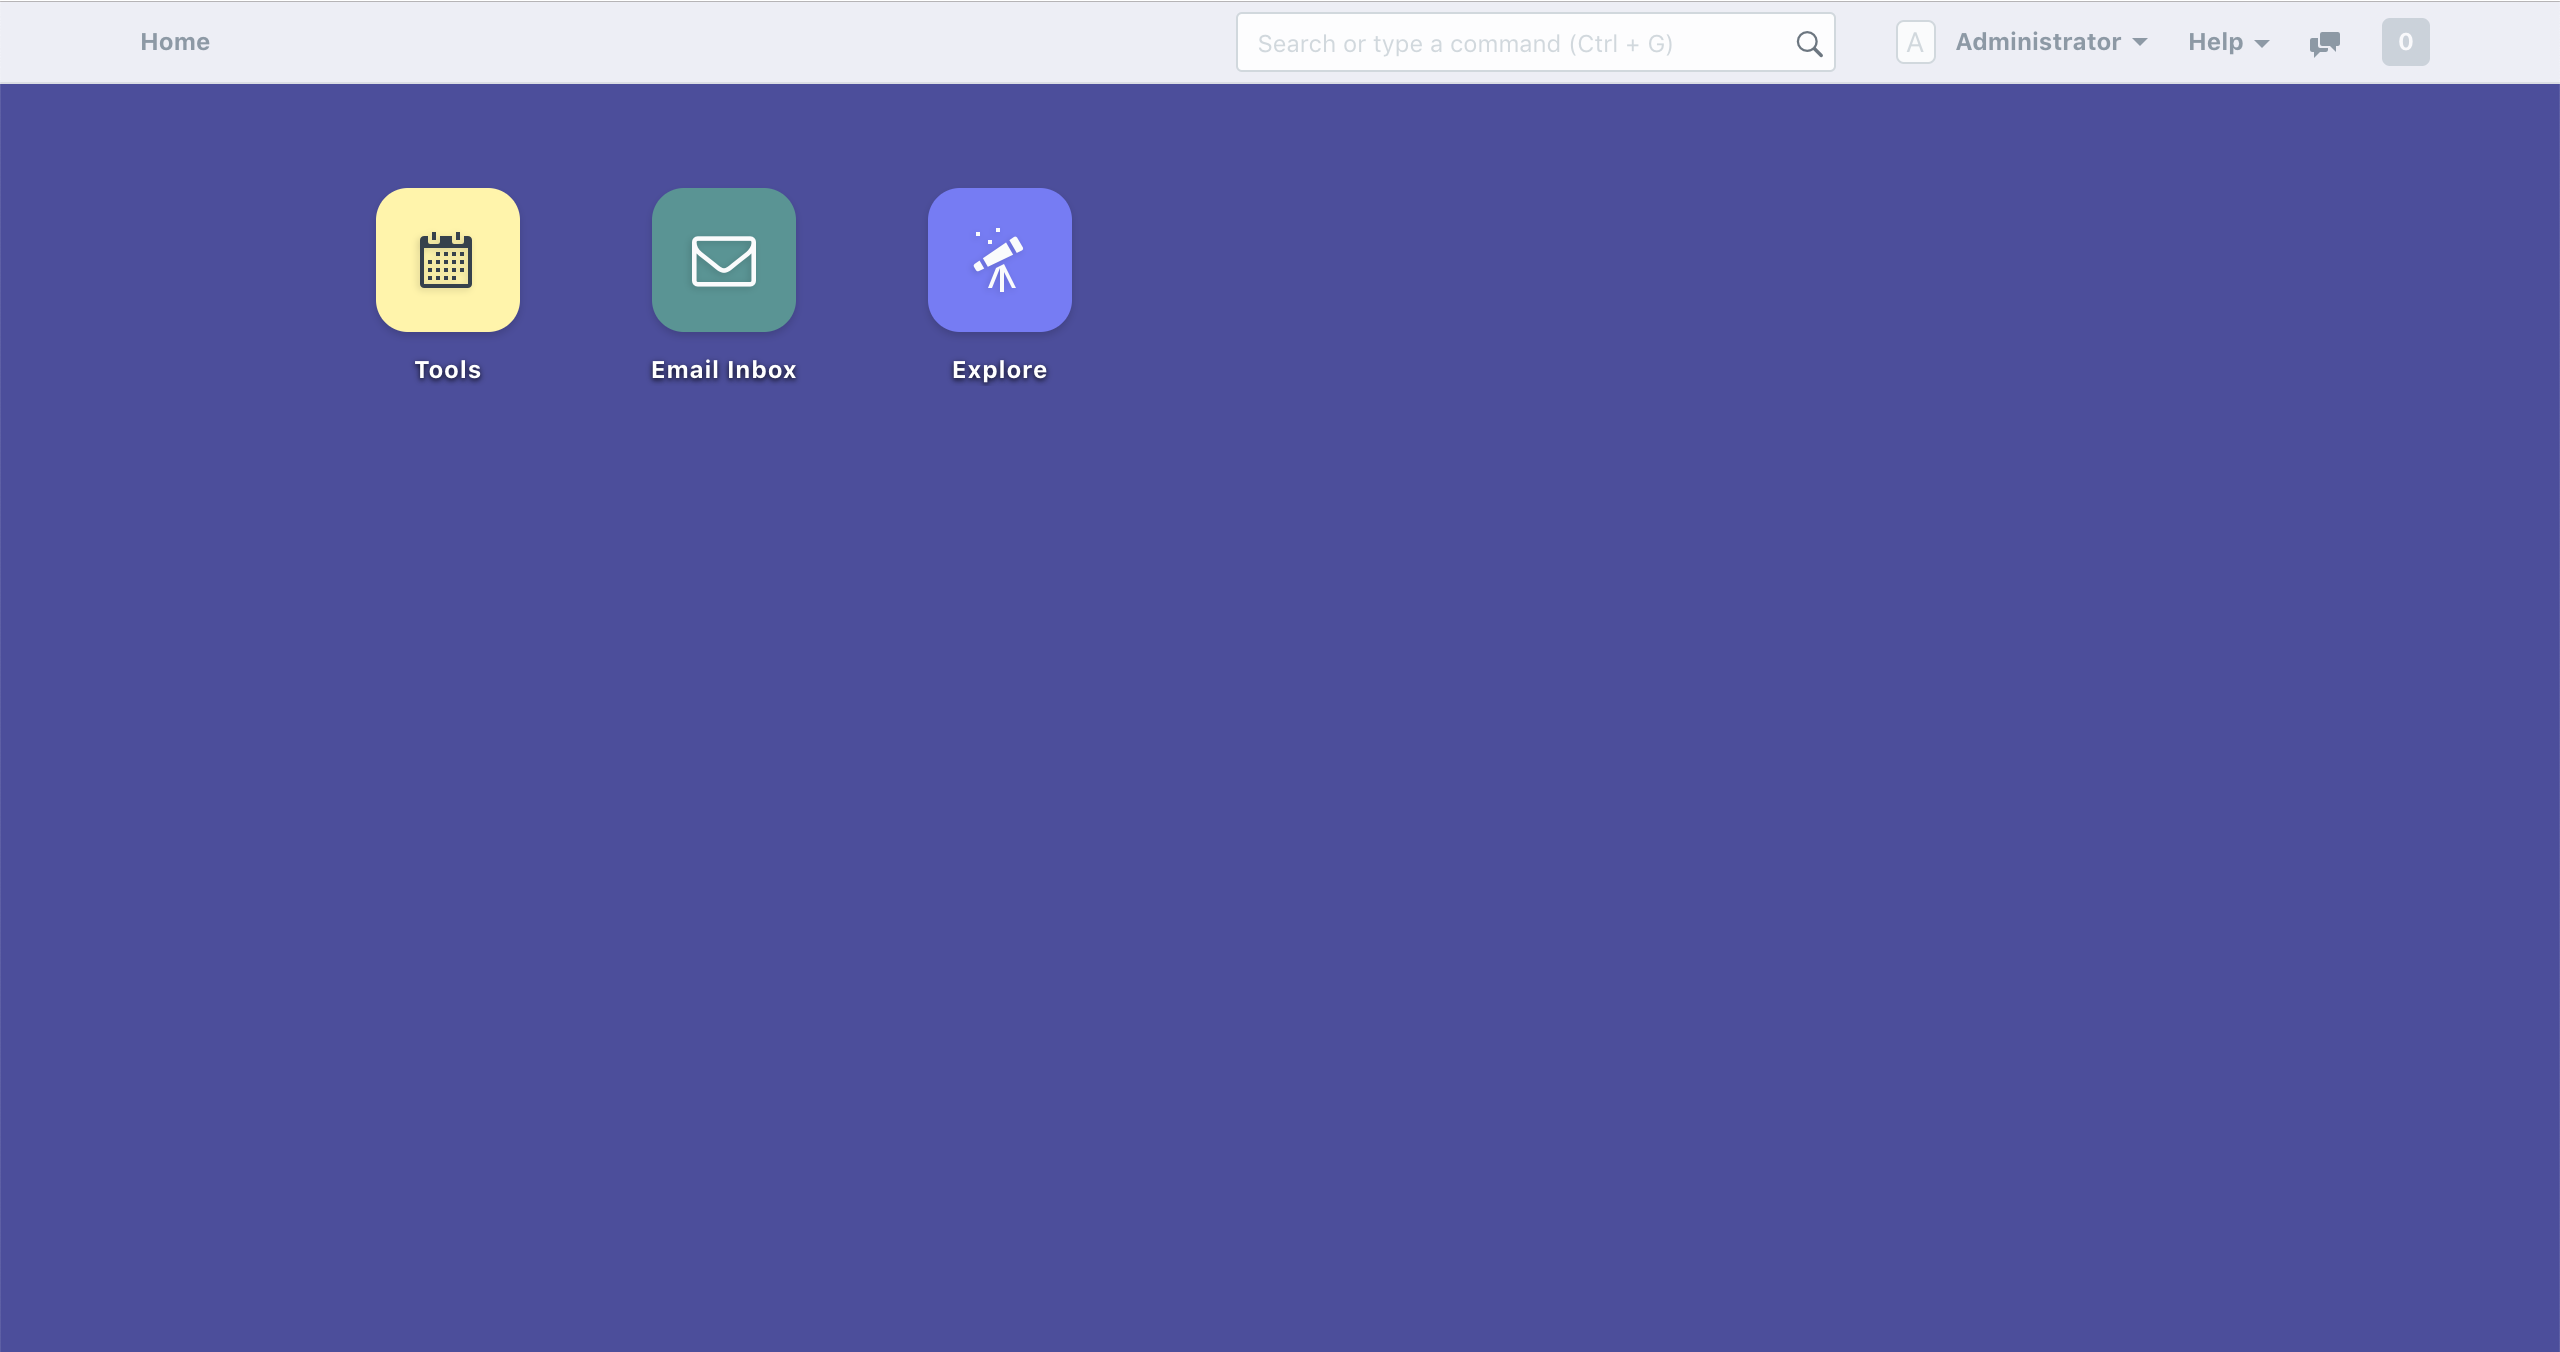 Home
Search or type a command (Ctrl + G)
A
Administrator
Help
0
Tools
Email Inbox
Explore